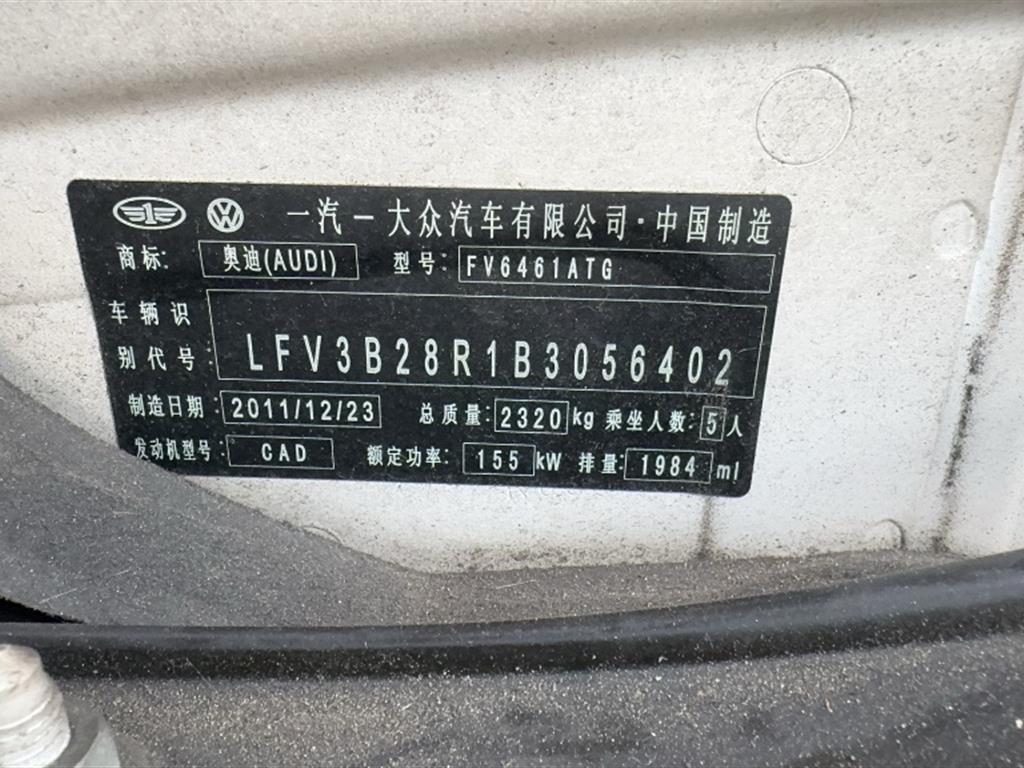 一汽一大众汽车有限公司·中国制造
商标: 奥迪(AUDI) 型号: FV6461ATG
车辆识
别代号: LFV3B28R1B3056402
制造日期: 2011/12/23 总质量: 2320 kg 乘坐人数: 5 人
发动机型号: CAD 额定功率: 155 kW 排量: 1984 ml